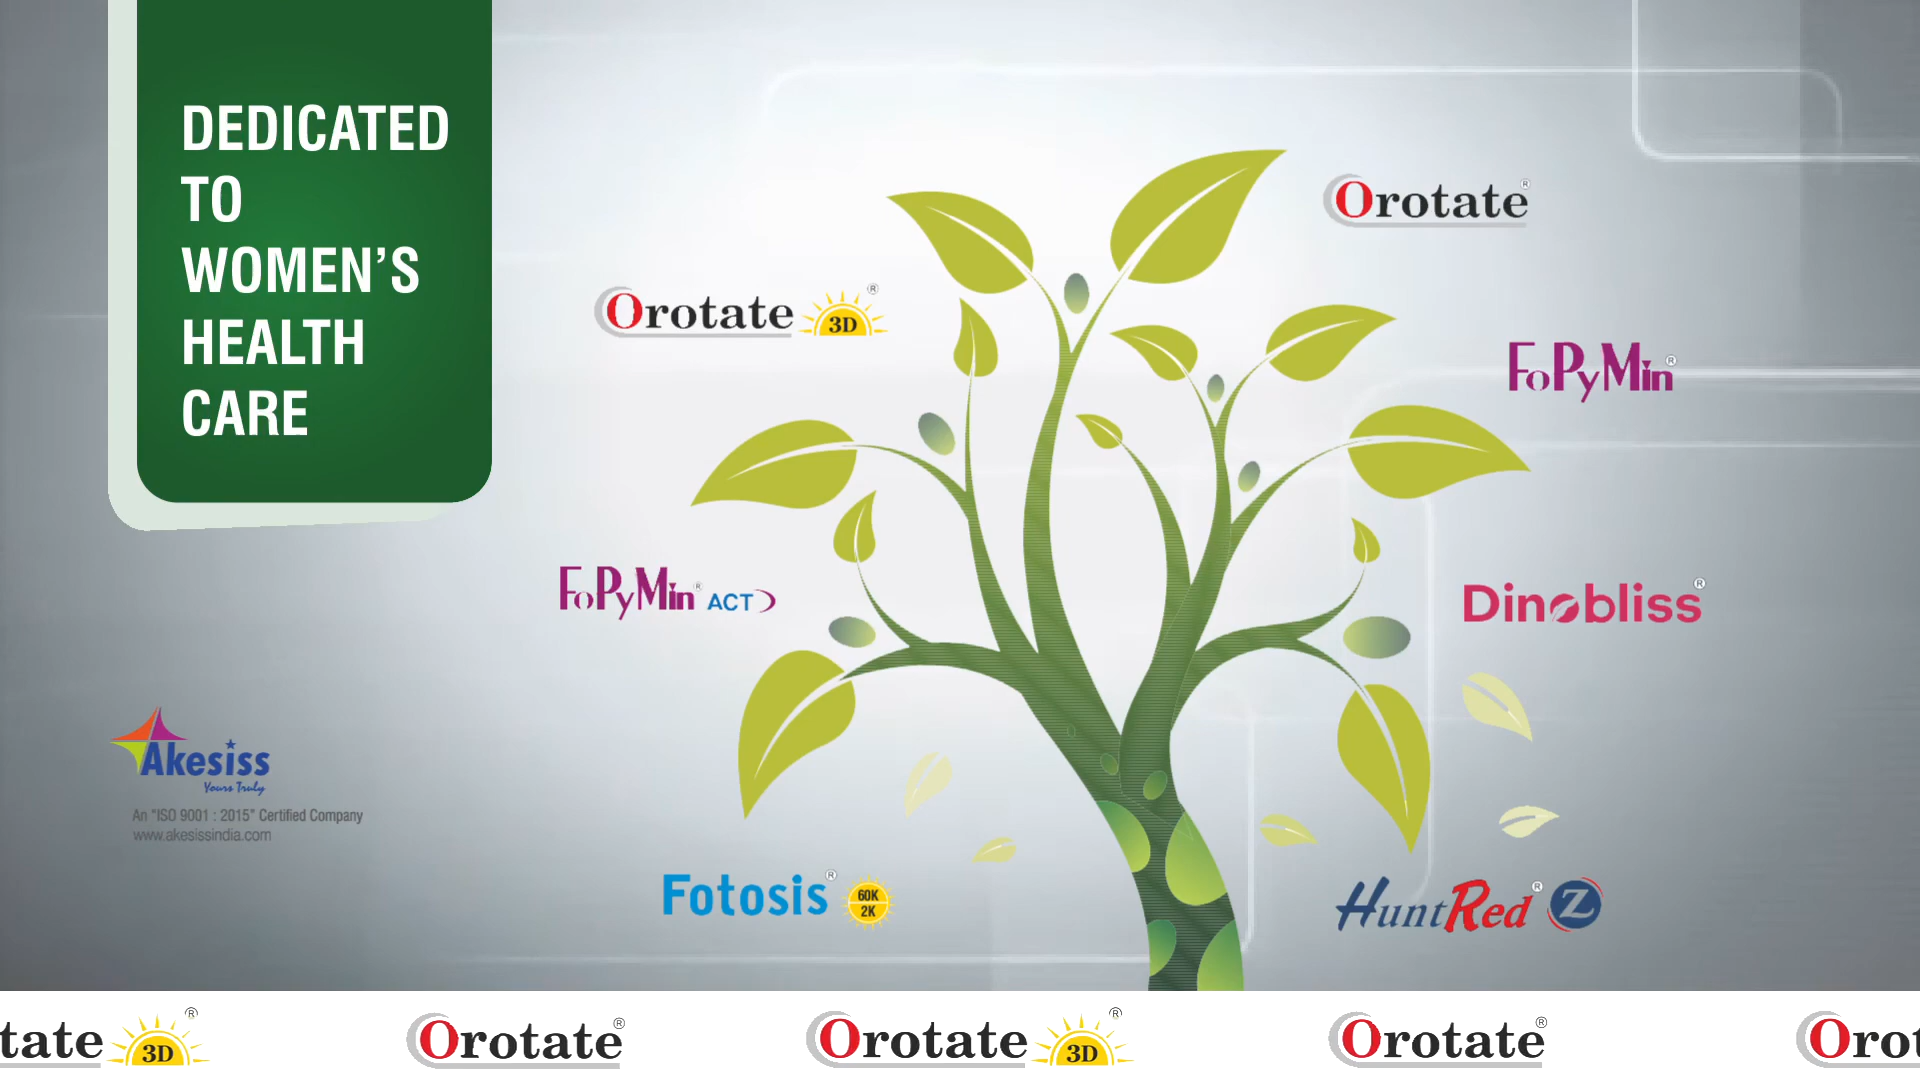 DEDICATED
TO
WOMEN'S
HEALTH
CARE
Orotate®
Orotate 3D®
FoPyMin®
FoPyMin® ACT
Dinobliss®
Akesiss
Yours Truly
An "ISO 9001 : 2015" Certified Company
www.akesissindia.com
Fotosis® 60K
2K
HuntRed® Z
tate 3D® Orotate® Orotate 3D® Orotate® Orot